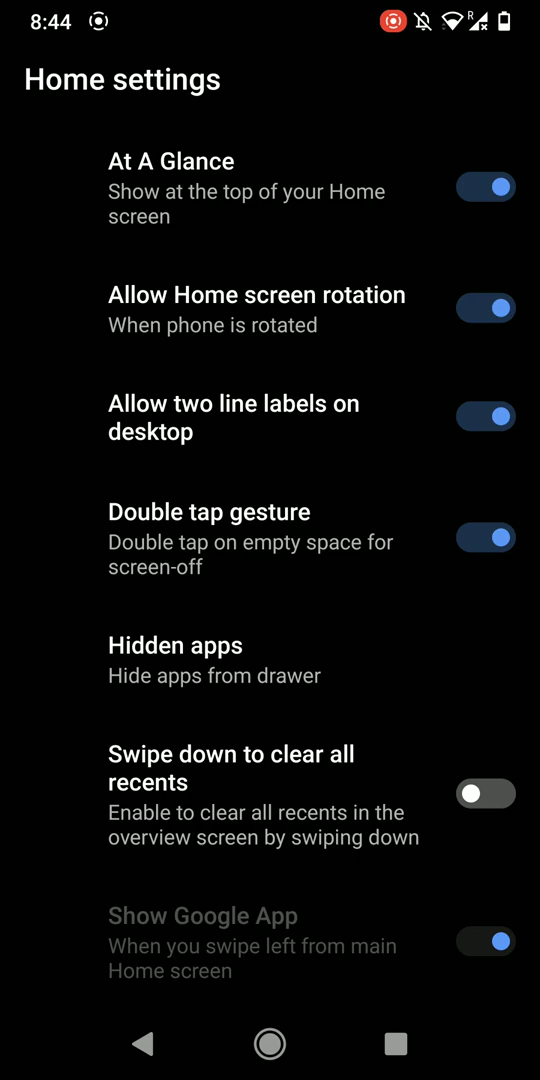 8:44
R
Home settings
At A Glance
Show at the top of your Home
screen
Allow Home screen rotation
When phone is rotated
Allow two line labels on
desktop
Double tap gesture
Double tap on empty space for
screen-off
Hidden apps
Hide apps from drawer
Swipe down to clear all
recents
Enable to clear all recents in the
overview screen by swiping down
Show Google App
When you swipe left from main
Home screen